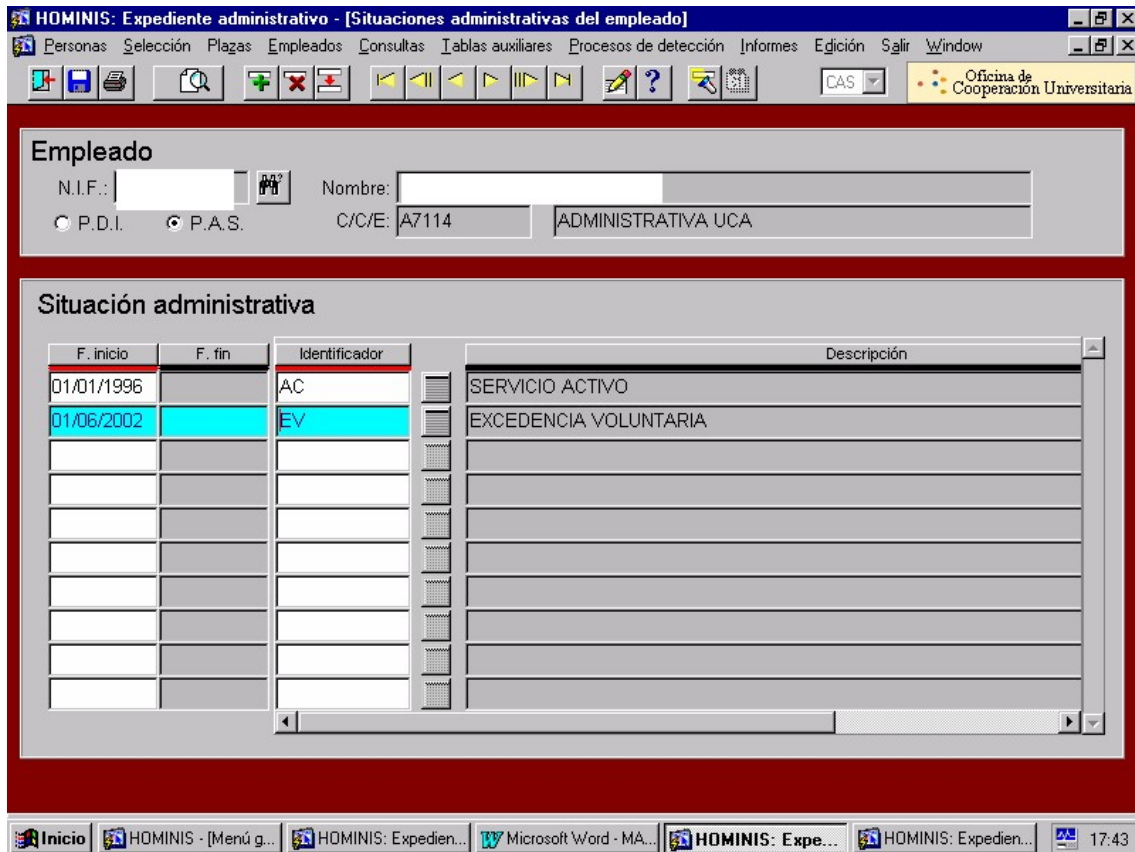 HOMINIS: Expediente administrativo - [Situaciones administrativas del empleado]
Personas Selección Plazas Empleados Consultas Tablas auxiliares Procesos de detección Informes Edición Salir Window
CAS
Oficina de
Cooperación Universitaria
Empleado
N.I.F.: Nombre:
P.D.I. P.A.S. C/C/E: A7114 ADMINISTRATIVA UCA
Situación administrativa
F. inicio F. fin Identificador Descripción
01/01/1996 AC SERVICIO ACTIVO
01/06/2002 EV EXCEDENCIA VOLUNTARIA
Inicio HOMINIS - [Menú g... HOMINIS: Expedien... Microsoft Word - MA... HOMINIS: Expe... HOMINIS: Expedien... 17:43